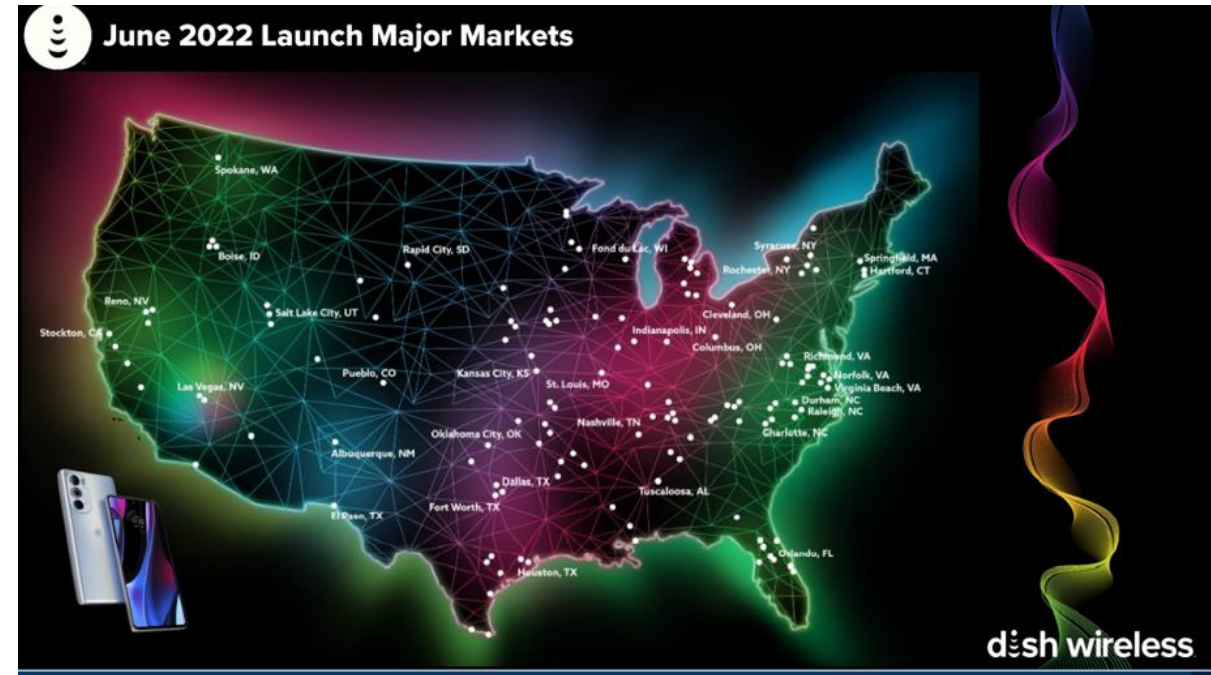 June 2022 Launch Major Markets
Spokane, WA
Boise, ID
Rapid City, SD
Fond du Lac, WI
Syracuse, NY
Rochester, NY
Springfield, MA
Hartford, CT
Reno, NV
Salt Lake City, UT
Stockton, CA
Cleveland, OH
Indianapolis, IN
Columbus, OH
Richmond, VA
Pueblo, CO
Kansas City, KS
St. Louis, MO
Norfolk, VA
Virginia Beach, VA
Las Vegas, NV
Durham, NC
Raleigh, NC
Nashville, TN
Charlotte, NC
Oklahoma City, OK
Albuquerque, NM
Dallas, TX
Tuscaloosa, AL
Fort Worth, TX
El Paso, TX
Orlando, FL
Houston, TX
dish wireless